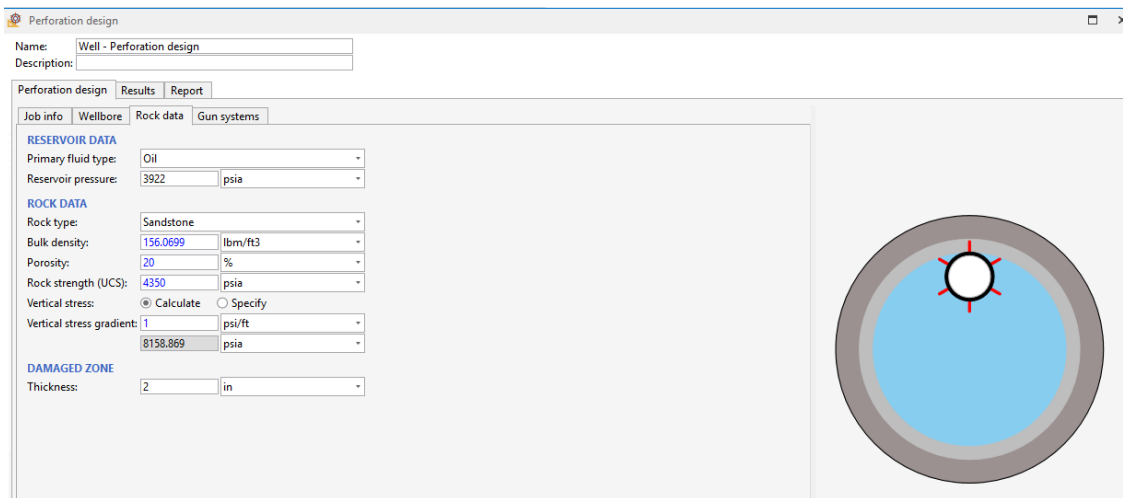 Perforation design
Name: Well - Perforation design
Description:
Perforation design Results Report
Job info Wellbore Rock data Gun systems
RESERVOIR DATA
Primary fluid type: Oil
Reservoir pressure: 3922 psia
ROCK DATA
Rock type: Sandstone
Bulk density: 156.0699 lbm/ft3
Porosity: 20 %
Rock strength (UCS): 4350 psia
Vertical stress: Calculate Specify
Vertical stress gradient: 1 psi/ft
8158.869 psia
DAMAGED ZONE
Thickness: 2 in